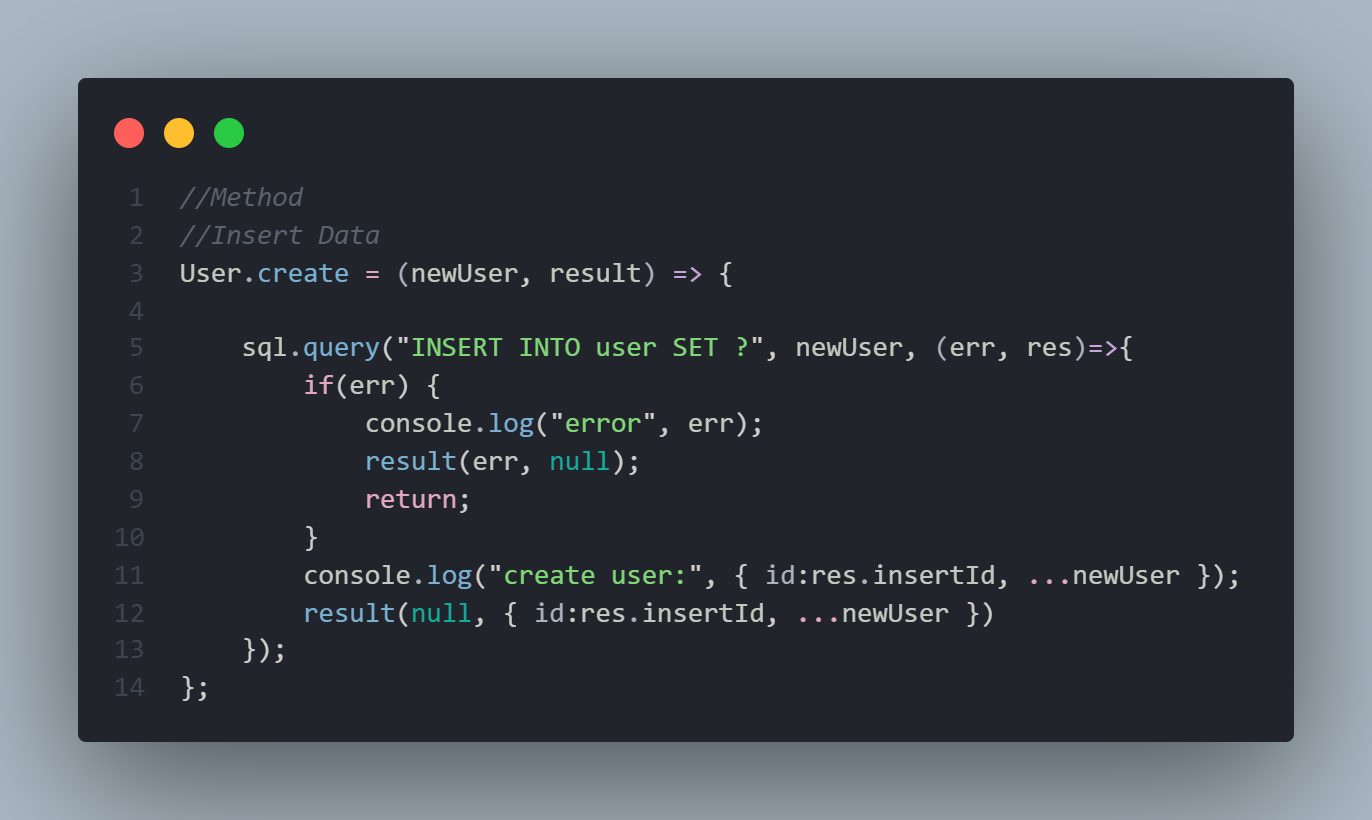 1 //Method
2 //Insert Data
3 User.create = (newUser, result) => {
4
5     sql.query("INSERT INTO user SET ?", newUser, (err, res)=>{
6         if(err) {
7             console.log("error", err);
8             result(err, null);
9             return;
10         }
11         console.log("create user:", { id:res.insertId, ...newUser });
12         result(null, { id:res.insertId, ...newUser })
13     });
14 };